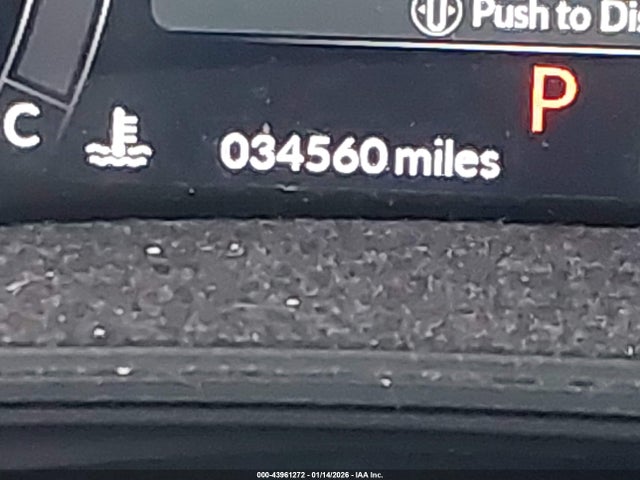 Push to Di
P
C
034560 miles
000-43961272 - 01/14/2026 - IAA Inc.